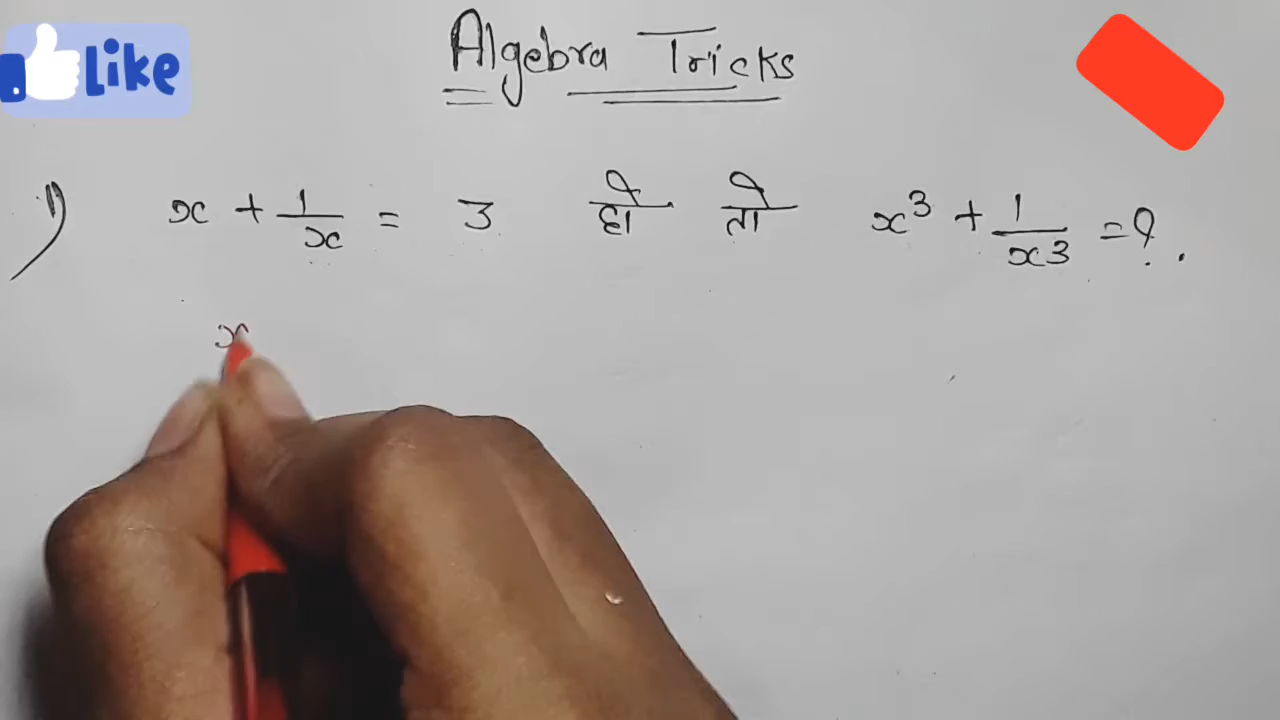 Like
Algebra Tricks
1) x + 1/x = 3 हो तो x³ + 1/x³ = ?.
x